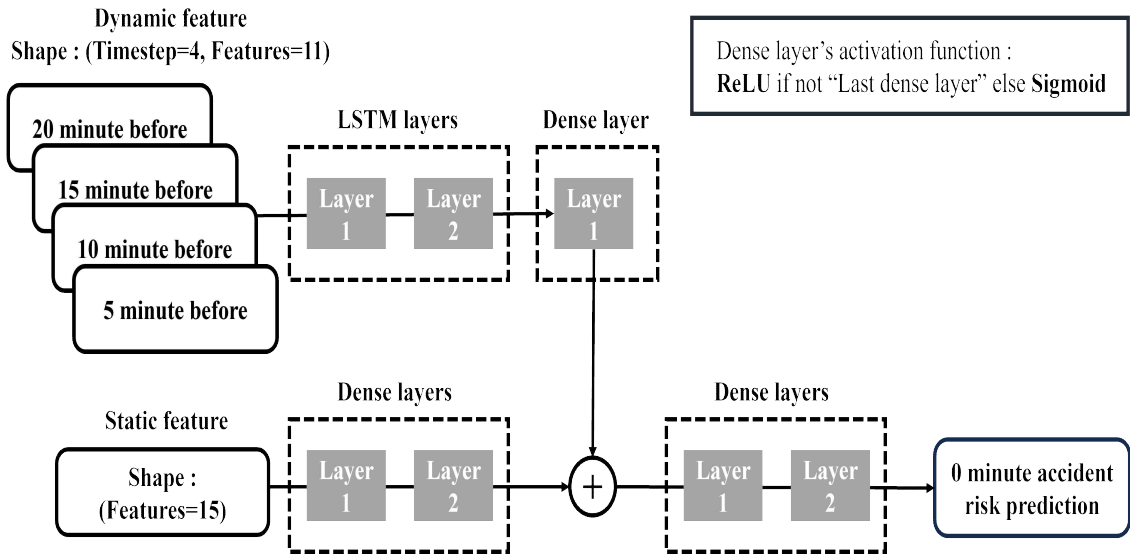 Dynamic feature
Shape : (Timestep=4, Features=11)
Dense layer's activation function :
ReLU if not “Last dense layer” else Sigmoid
20 minute before
15 minute before
10 minute before
5 minute before
LSTM layers
Layer
1
Layer
2
Dense layer
Layer
1
Static feature
Shape :
(Features=15)
Dense layers
Layer
1
Layer
2
+
Dense layers
Layer
1
Layer
2
0 minute accident
risk prediction